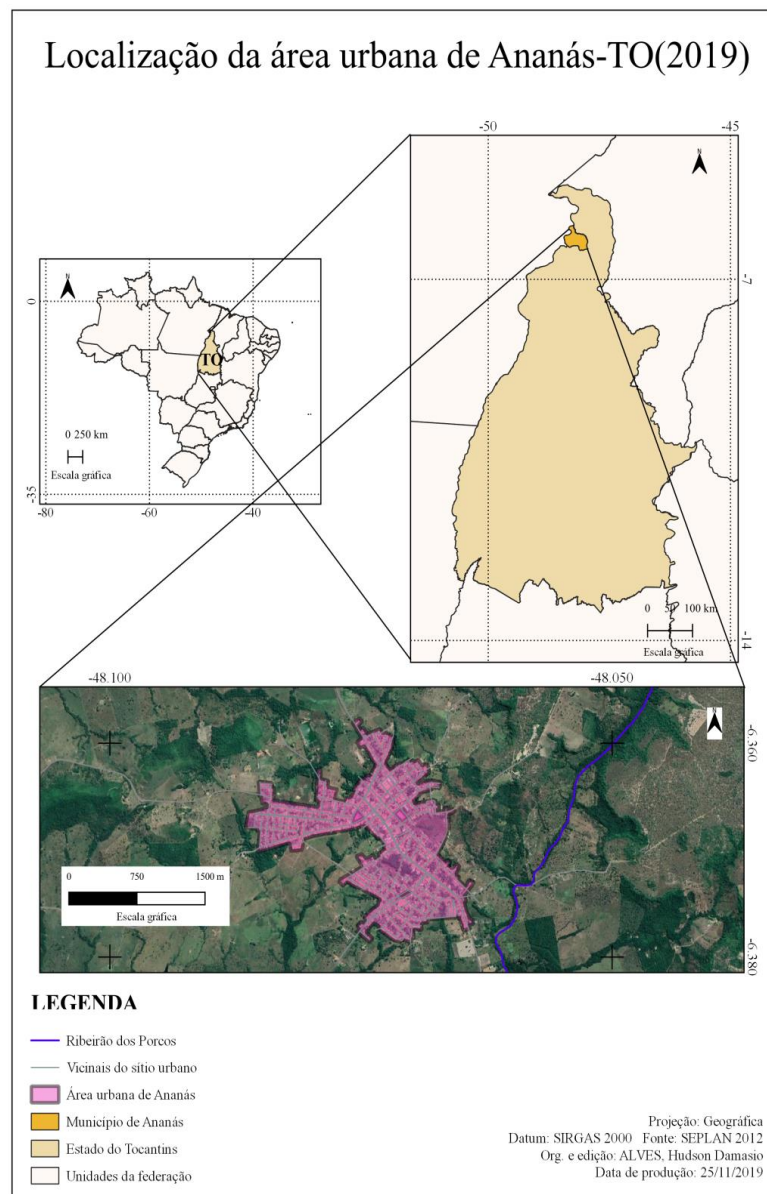 Localização da área urbana de Ananás-TO(2019)
-50
-45
N
-7
0
N
TO
0 250 km
Escala gráfica
-35
-80
-60
-40
0 50 100 km
Escala gráfica
-14
-48.100
-48.050
N
-6.360
0 750 1500 m
Escala gráfica
-6.380
LEGENDA
Ribeirão dos Porcos
Vicinais do sítio urbano
Área urbana de Ananás
Município de Ananás
Estado do Tocantins
Unidades da federação
Projeção: Geográfica
Datum: SIRGAS 2000 Fonte: SEPLAN 2012
Org. e edição: ALVES, Hudson Damasio
Data de produção: 25/11/2019